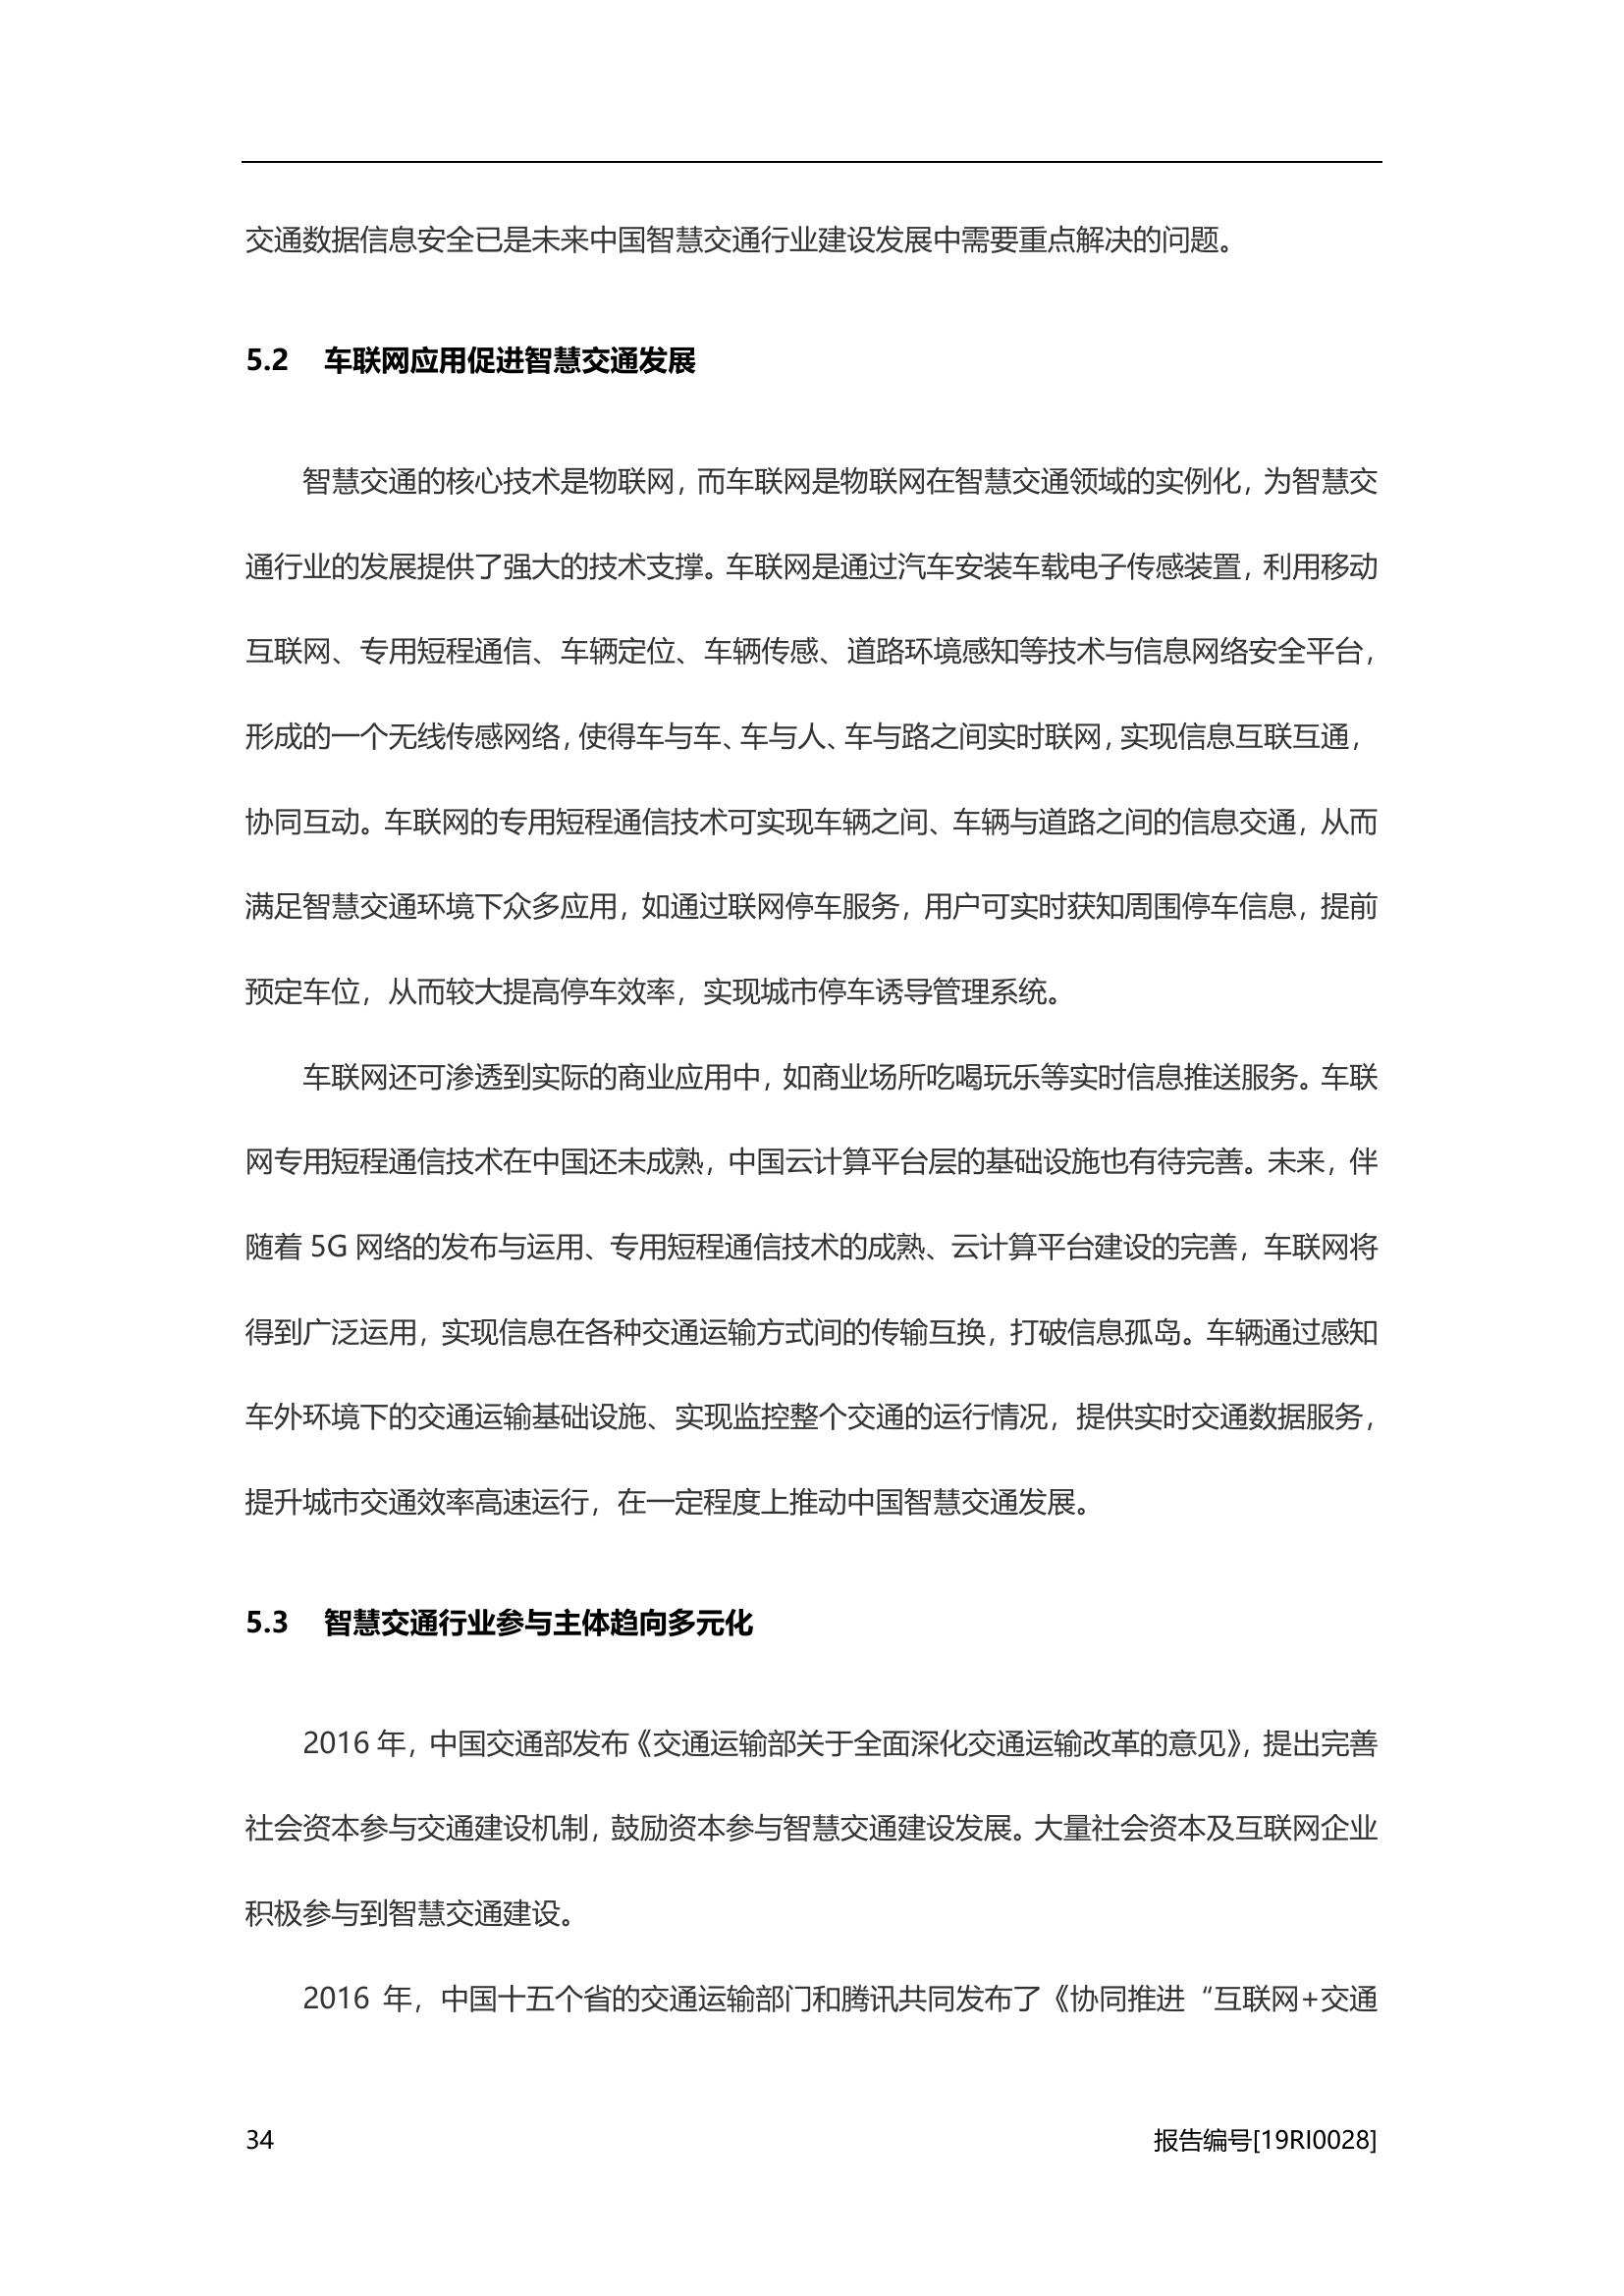 交通数据信息安全已是未来中国智慧交通行业建设发展中需要重点解决的问题。
5.2 车联网应用促进智慧交通发展
智慧交通的核心技术是物联网，而车联网是物联网在智慧交通领域的实例化，为智慧交
通行业的发展提供了强大的技术支撑。车联网是通过汽车安装车载电子传感装置，利用移动
互联网、专用短程通信、车辆定位、车辆传感、道路环境感知等技术与信息网络安全平台，
形成的一个无线传感网络，使得车与车、车与人、车与路之间实时联网，实现信息互联互通，
协同互动。车联网的专用短程通信技术可实现车辆之间、车辆与道路之间的信息交通，从而
满足智慧交通环境下众多应用，如通过联网停车服务，用户可实时获知周围停车信息，提前
预定车位，从而较大提高停车效率，实现城市停车诱导管理系统。
车联网还可渗透到实际的商业应用中，如商业场所吃喝玩乐等实时信息推送服务。车联
网专用短程通信技术在中国还未成熟，中国云计算平台层的基础设施也有待完善。未来，伴
随着 5G 网络的发布与运用、专用短程通信技术的成熟、云计算平台建设的完善，车联网将
得到广泛运用，实现信息在各种交通运输方式间的传输互换，打破信息孤岛。车辆通过感知
车外环境下的交通运输基础设施、实现监控整个交通的运行情况，提供实时交通数据服务，
提升城市交通效率高速运行，在一定程度上推动中国智慧交通发展。
5.3 智慧交通行业参与主体趋向多元化
2016 年，中国交通部发布《交通运输部关于全面深化交通运输改革的意见》，提出完善
社会资本参与交通建设机制，鼓励资本参与智慧交通建设发展。大量社会资本及互联网企业
积极参与到智慧交通建设。
2016 年，中国十五个省的交通运输部门和腾讯共同发布了《协同推进“互联网+交通
34 报告编号[19RI0028]